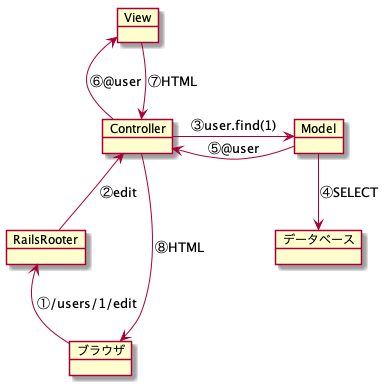 View
⑥@user
⑦HTML
Controller
③user.find(1)
Model
⑤@user
②edit
④SELECT
RailsRooter
⑧HTML
データベース
①/users/1/edit
ブラウザ